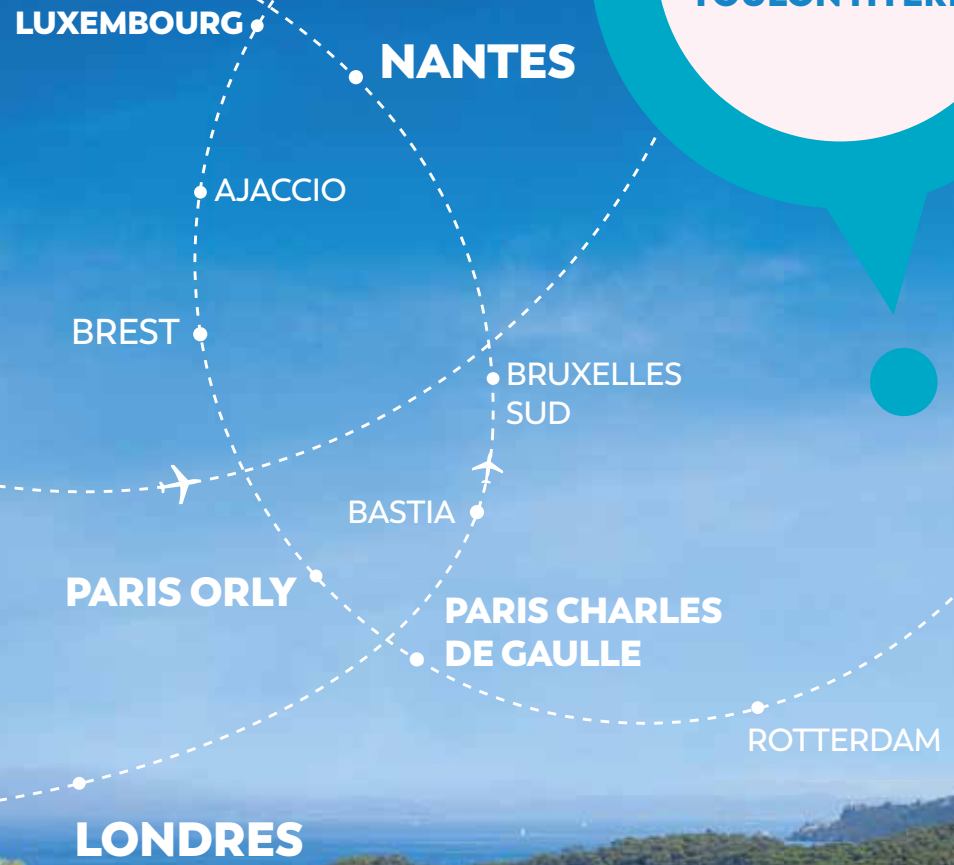 LUXEMBOURG
NANTES
AJACCIO
BREST
BRUXELLES
SUD
BASTIA
PARIS ORLY
PARIS CHARLES
DE GAULLE
ROTTERDAM
LONDRES